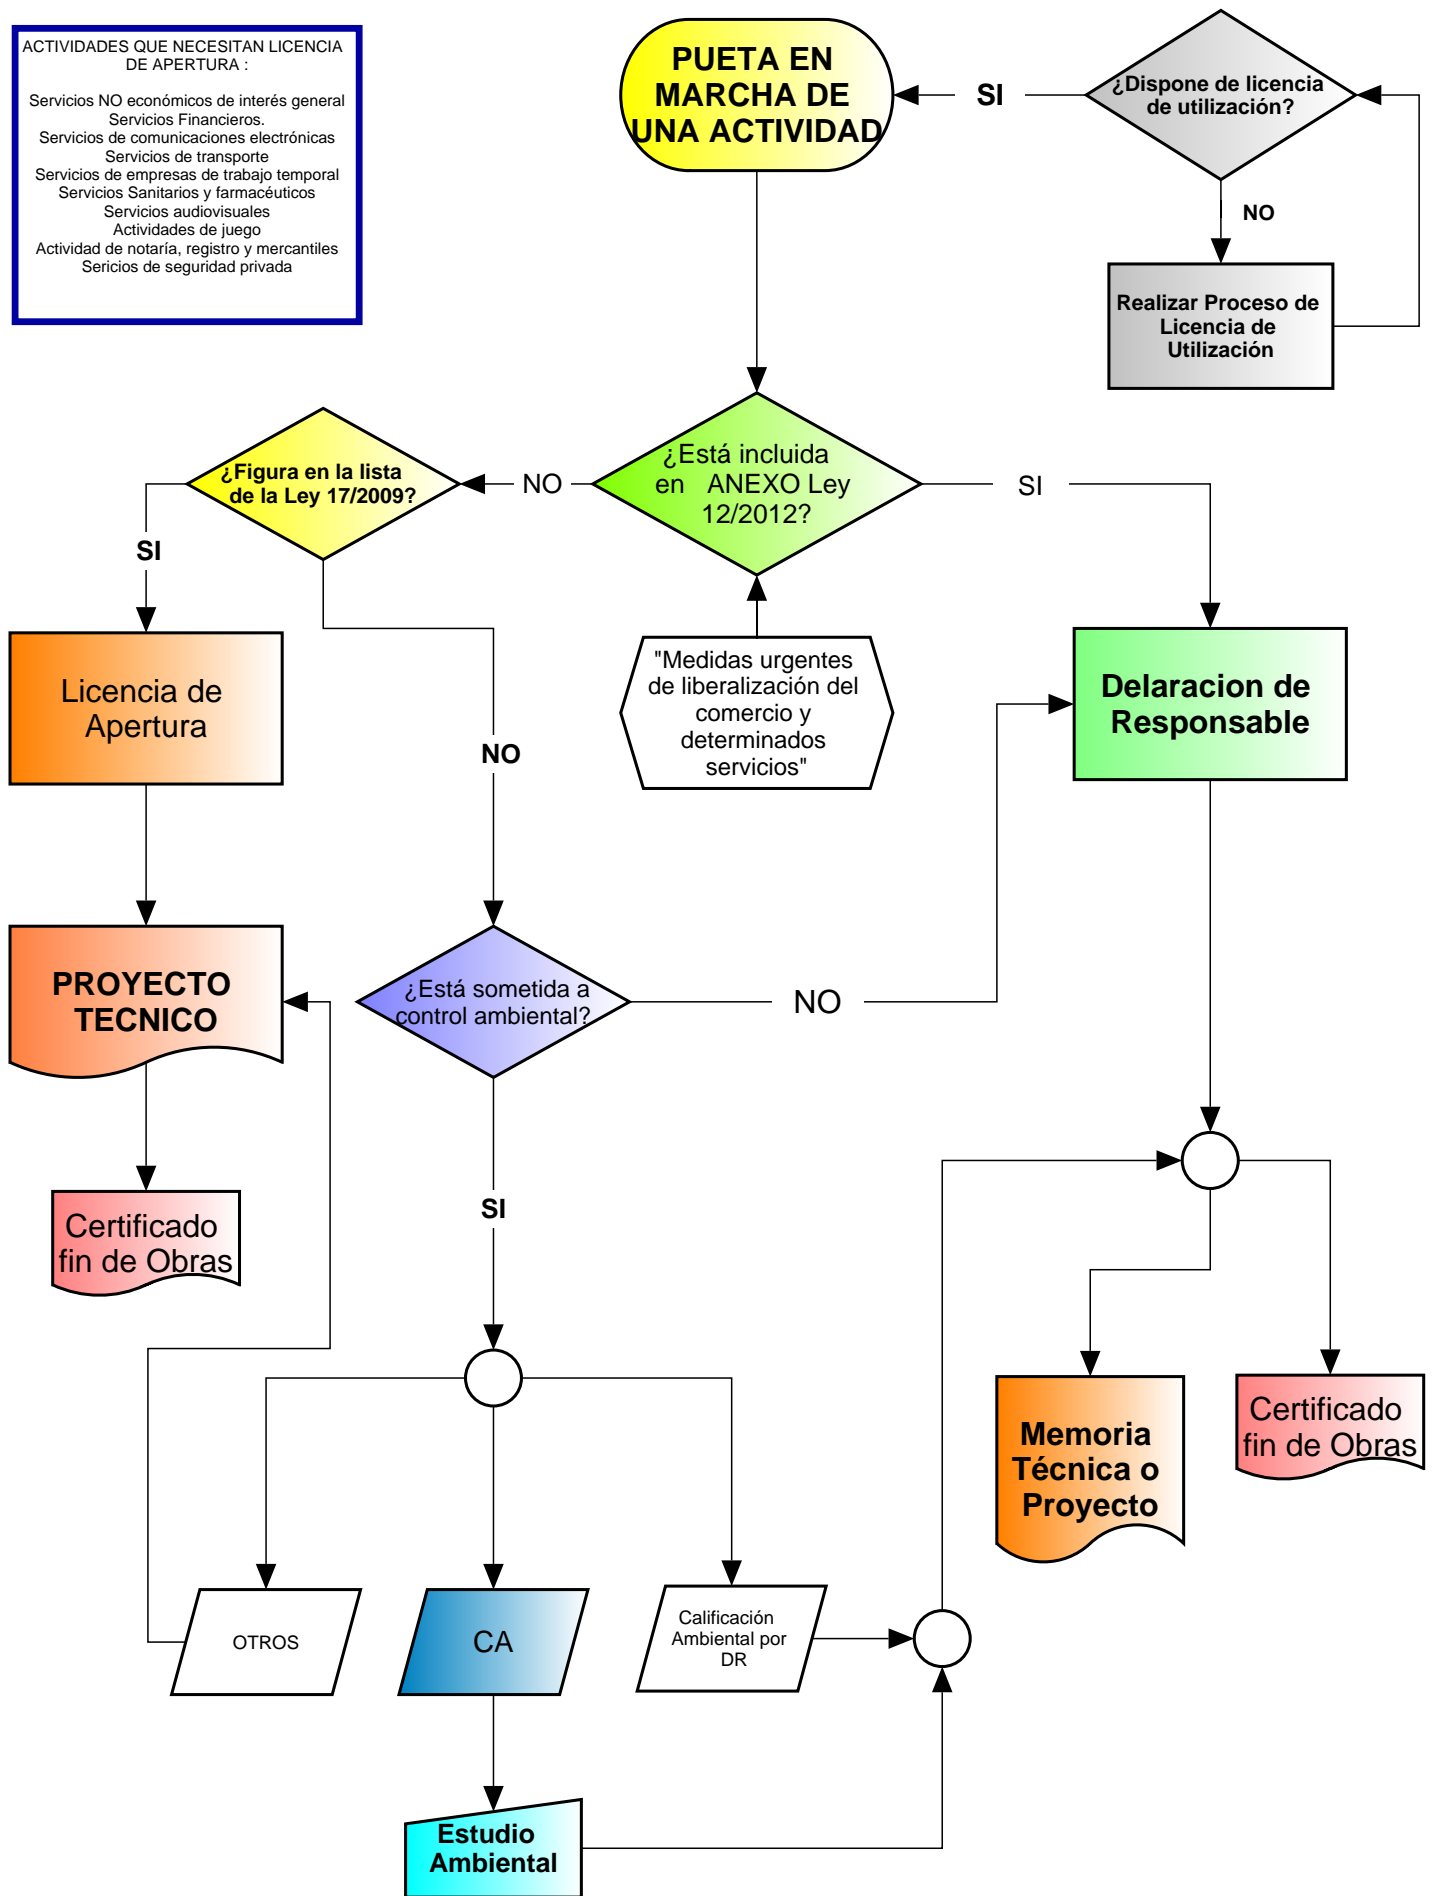 ACTIVIDADES QUE NECESITAN LICENCIA
DE APERTURA :
Servicios NO económicos de interés general
Servicios Financieros.
Servicios de comunicaciones electrónicas
Servicios de transporte
Servicios de empresas de trabajo temporal
Servicios Sanitarios y farmacéuticos
Servicios audiovisuales
Actividades de juego
Actividad de notaría, registro y mercantiles
Sericios de seguridad privada
PUETA EN
MARCHA DE
UNA ACTIVIDAD
SI
¿Dispone de licencia
de utilización?
NO
Realizar Proceso de
Licencia de
Utilización
¿Figura en la lista
de la Ley 17/2009?
NO
¿Está incluida
en ANEXO Ley
12/2012?
SI
SI
Licencia de
Apertura
NO
"Medidas urgentes
de liberalización del
comercio y
determinados
servicios"
Delaracion de
Responsable
PROYECTO
TECNICO
¿Está sometida a
control ambiental?
NO
Certificado
fin de Obras
SI
Memoria
Técnica o
Proyecto
Certificado
fin de Obras
OTROS
CA
Calificación
Ambiental por
DR
Estudio
Ambiental